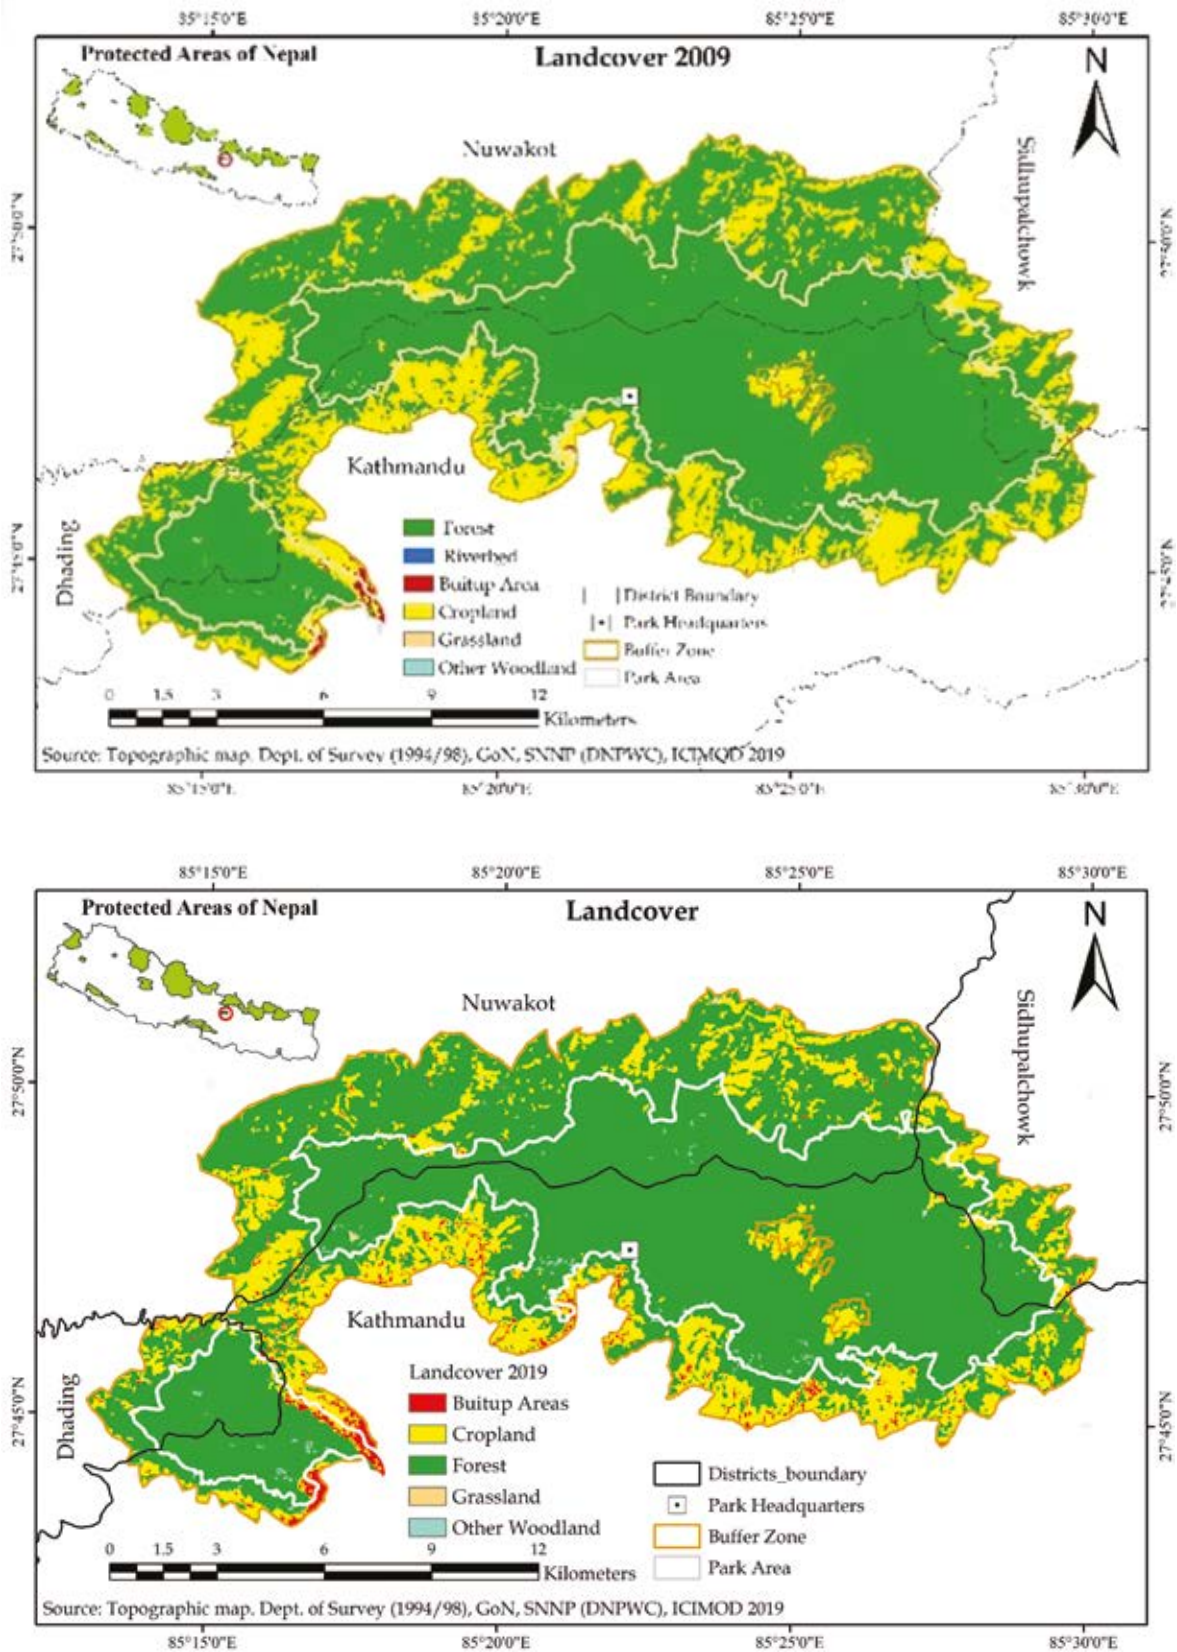 85°15'0"E 85°20'0"E 85°25'0"E 85°30'0"E
Protected Areas of Nepal
Landcover 2009
N
Nuwakot
Sidhupalchowk
27°50'0"N
27°50'0"N
Kathmandu
Dhading
27°45'0"N
27°45'0"N
Forest
Riverbed
Buitup Area
Cropland
Grassland
Other Woodland
District Boundary
Park Headquarters
Buffer Zone
Park Area
0 1.5 3 6 9 12
Kilometers
Source: Topographic map. Dept. of Survey (1994/98), GoN, SNNP (DNPWC), ICIMOD 2019
85°15'0"E 85°20'0"E 85°25'0"E 85°30'0"E
85°15'0"E 85°20'0"E 85°25'0"E 85°30'0"E
Protected Areas of Nepal
Landcover
N
Nuwakot
Sidhupalchowk
27°50'0"N
27°50'0"N
Kathmandu
Dhading
27°45'0"N
27°45'0"N
Landcover 2019
Buitup Areas
Cropland
Forest
Grassland
Other Woodland
Districts_boundary
Park Headquarters
Buffer Zone
Park Area
0 1.5 3 6 9 12
Kilometers
Source: Topographic map. Dept. of Survey (1994/98), GoN, SNNP (DNPWC), ICIMOD 2019
85°15'0"E 85°20'0"E 85°25'0"E 85°30'0"E